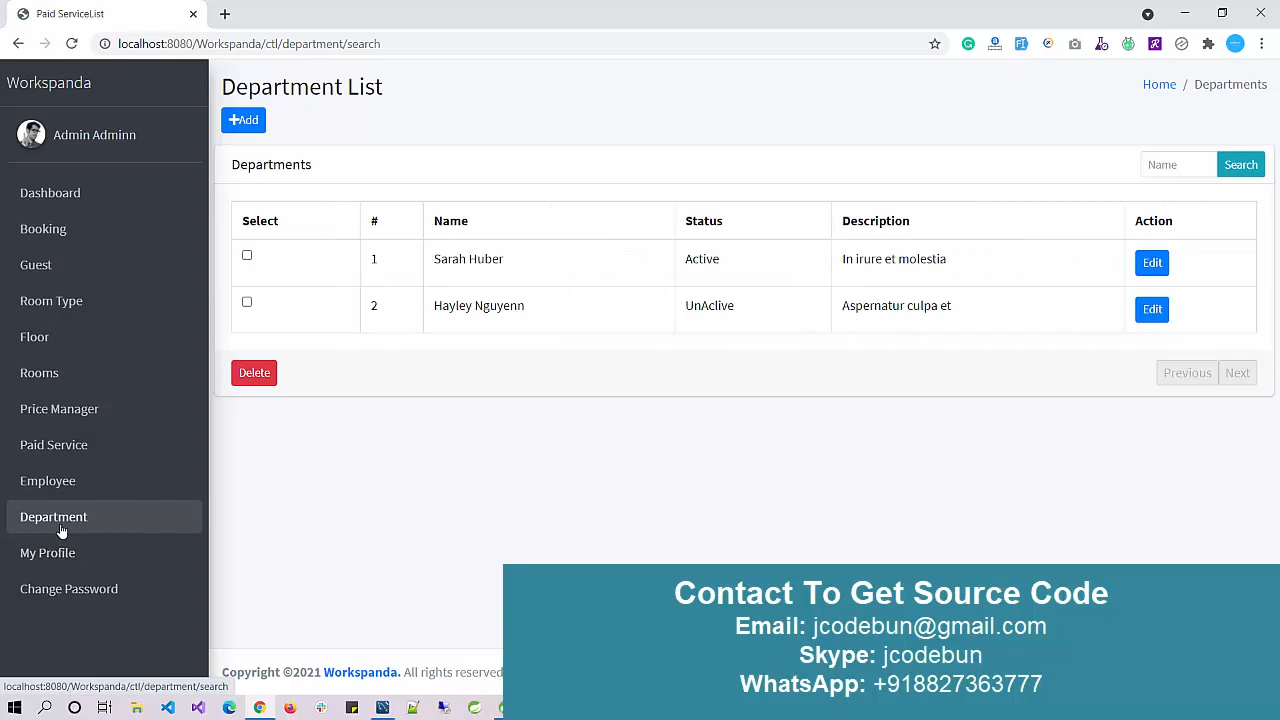 Paid ServiceList
localhost:8080/Workspanda/ctl/department/search
Workspanda
Admin Adminn
Dashboard
Booking
Guest
Room Type
Floor
Rooms
Price Manager
Paid Service
Employee
Department
My Profile
Change Password
Department List
Home / Departments
Add
Departments
Name Search
Select # Name Status Description Action
1 Sarah Huber Active In irure et molestia Edit
2 Hayley Nguyenn UnAclive Aspernatur culpa et Edit
Delete
Previous Next
Contact To Get Source Code
Email: jcodebun@gmail.com
Skype: jcodebun
WhatsApp: +918827363777
Copyright ©2021 Workspanda. All rights reserved
localhost:8080/Workspanda/ctl/department/search